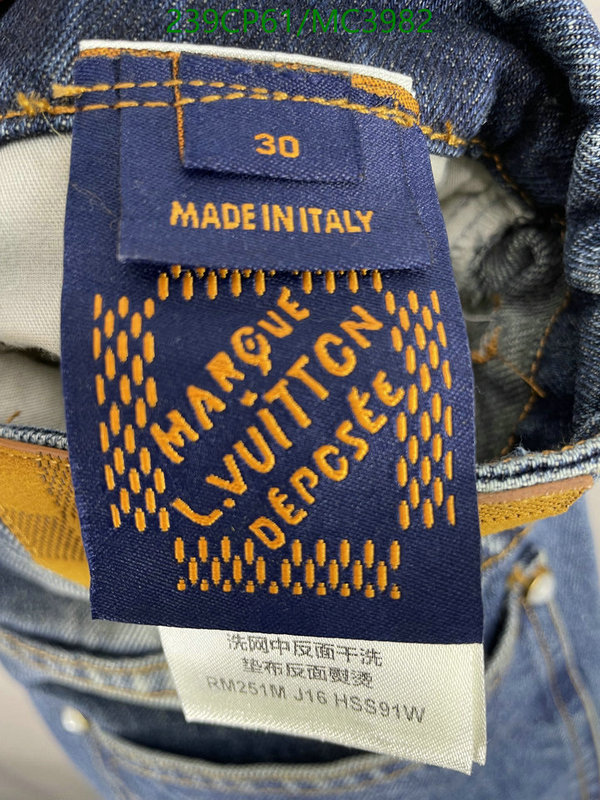 239CP61/MC3982
30
MADE IN ITALY
MARQUE
L.VUITTON
DÉPOSÉE
洗网中反面干洗
垫布反面熨烫
RM251M J16 HSS91W